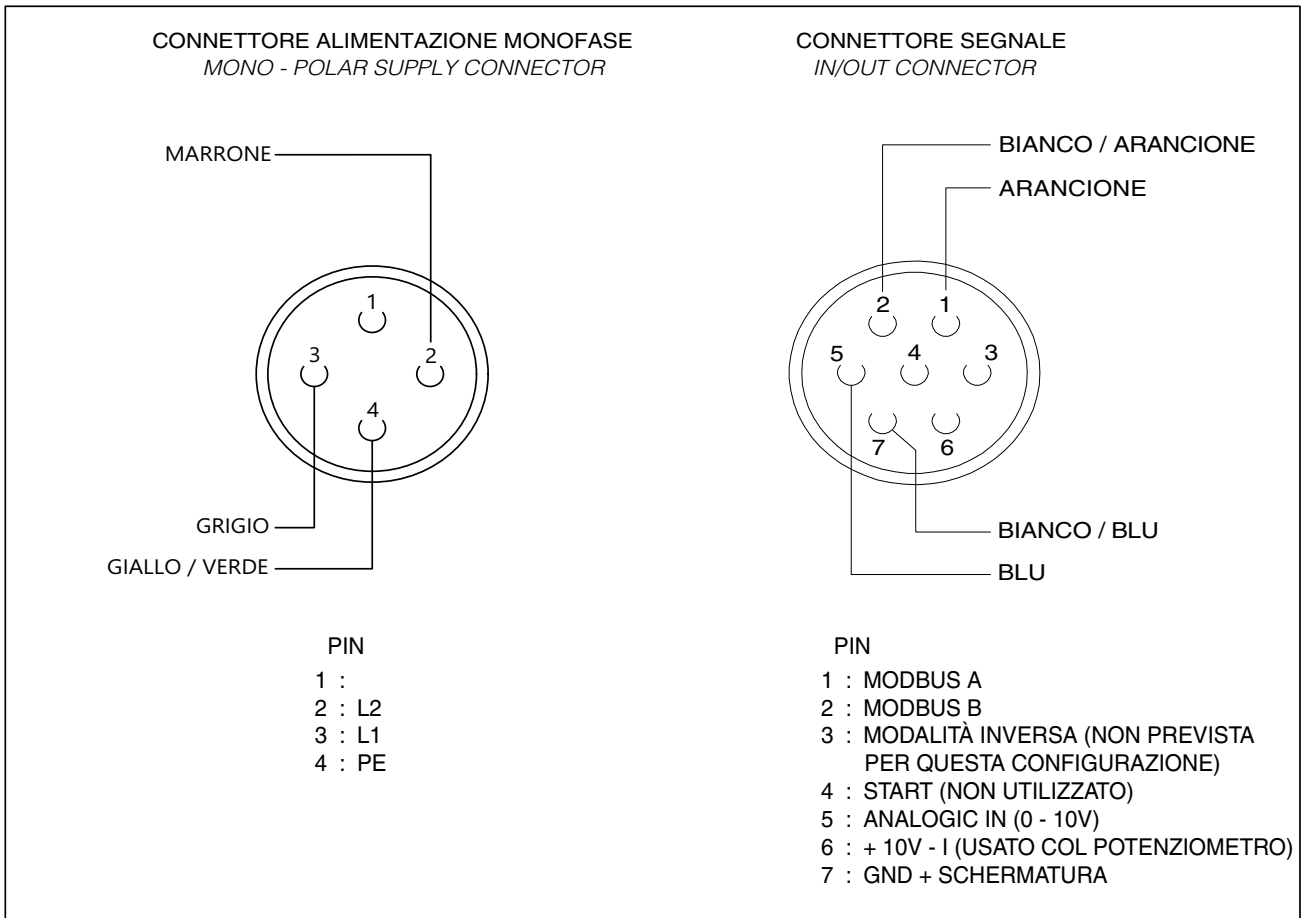 CONNETTORE ALIMENTAZIONE MONOFASE
MONO - POLAR SUPPLY CONNECTOR
MARRONE
1
3
2
4
GRIGIO
GIALLO / VERDE
PIN
1 :
2 : L2
3 : L1
4 : PE
CONNETTORE SEGNALE
IN/OUT CONNECTOR
BIANCO / ARANCIONE
ARANCIONE
2
1
5
4
3
7
6
BIANCO / BLU
BLU
PIN
1 : MODBUS A
2 : MODBUS B
3 : MODALITÀ INVERSA (NON PREVISTA
PER QUESTA CONFIGURAZIONE)
4 : START (NON UTILIZZATO)
5 : ANALOGIC IN (0 - 10V)
6 : + 10V - I (USATO COL POTENZIOMETRO)
7 : GND + SCHERMATURA